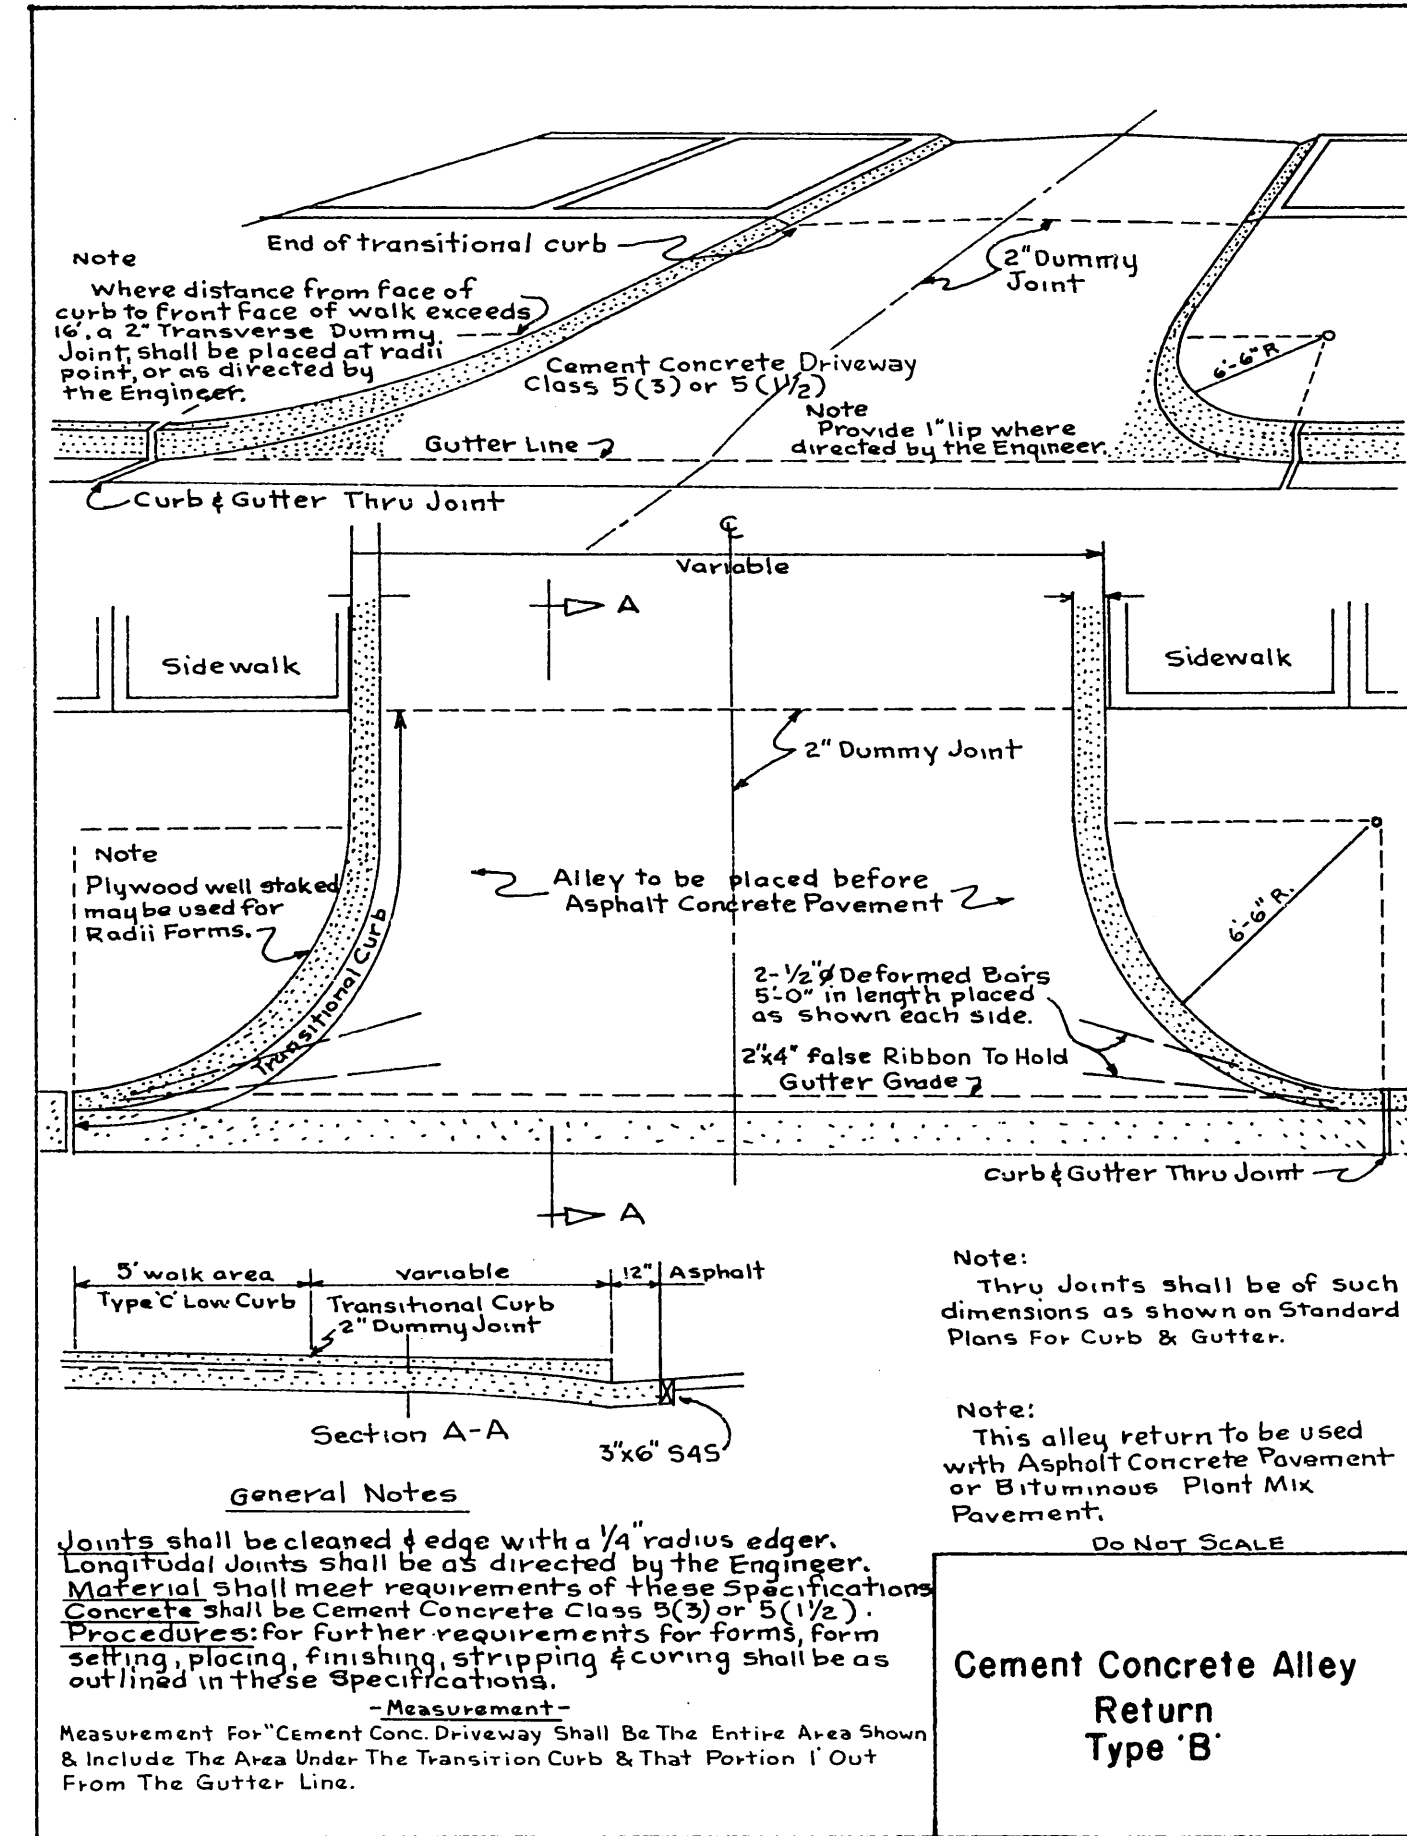 End of transitional curb
2" Dummy
Joint
Note
Where distance from face of
curb to front face of walk exceeds
16', a 2" Transverse Dummy
Joint, shall be placed at radii
point, or as directed by
the Engineer.
6'-6" R
Cement Concrete Driveway
Class 5(3) or 5(1½)
Note
Provide 1" lip where
directed by the Engineer.
Gutter Line
Curb & Gutter Thru Joint
℄
Variable
A
Sidewalk
Sidewalk
2" Dummy Joint
Note
Plywood well staked
may be used for
Radii Forms.
Transitional Curb
Alley to be placed before
Asphalt Concrete Pavement
6'-6" R.
2-½"ø Deformed Bars
5'-0" in length placed
as shown each side.
2"x4" false Ribbon To Hold
Gutter Grade
Curb & Gutter Thru Joint
A
5' walk area
variable
12"
Asphalt
Type 'C' Low Curb
Transitional Curb
2" Dummy Joint
Section A-A
3"x6" S4S
Note:
Thru Joints shall be of such
dimensions as shown on Standard
Plans For Curb & Gutter.
Note:
This alley return to be used
with Asphalt Concrete Pavement
or Bituminous Plant Mix
Pavement.
General Notes
Joints shall be cleaned & edge with a ¼" radius edger.
Longitudal Joints shall be as directed by the Engineer.
Material shall meet requirements of these Specifications
Concrete shall be Cement Concrete Class 5(3) or 5(1½).
Procedures: for further requirements for forms, form
setting, placing, finishing, stripping & curing shall be as
outlined in these Specifications.
-Measurement-
Measurement For "Cement Conc. Driveway Shall Be The Entire Area Shown
& Include The Area Under The Transition Curb & That Portion 1' Out
From The Gutter Line.
Do Not Scale
Cement Concrete Alley
Return
Type 'B'